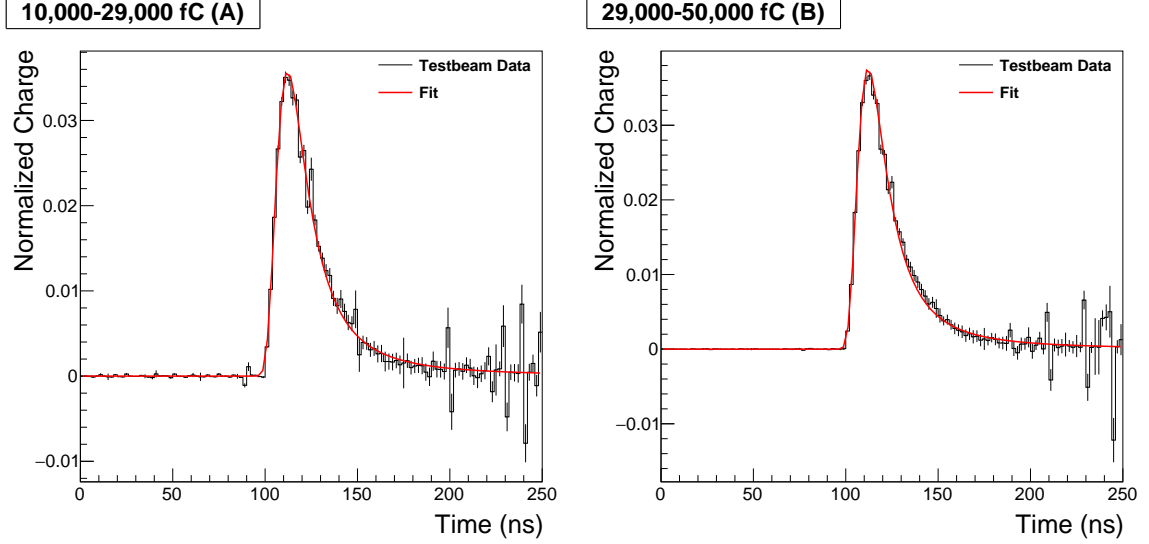 10,000-29,000 fC (A)
Normalized Charge
0.03
0.02
0.01
0
−0.01
Testbeam Data
Fit
0 50 100 150 200 250
Time (ns)
29,000-50,000 fC (B)
Normalized Charge
0.03
0.02
0.01
0
−0.01
Testbeam Data
Fit
0 50 100 150 200 250
Time (ns)